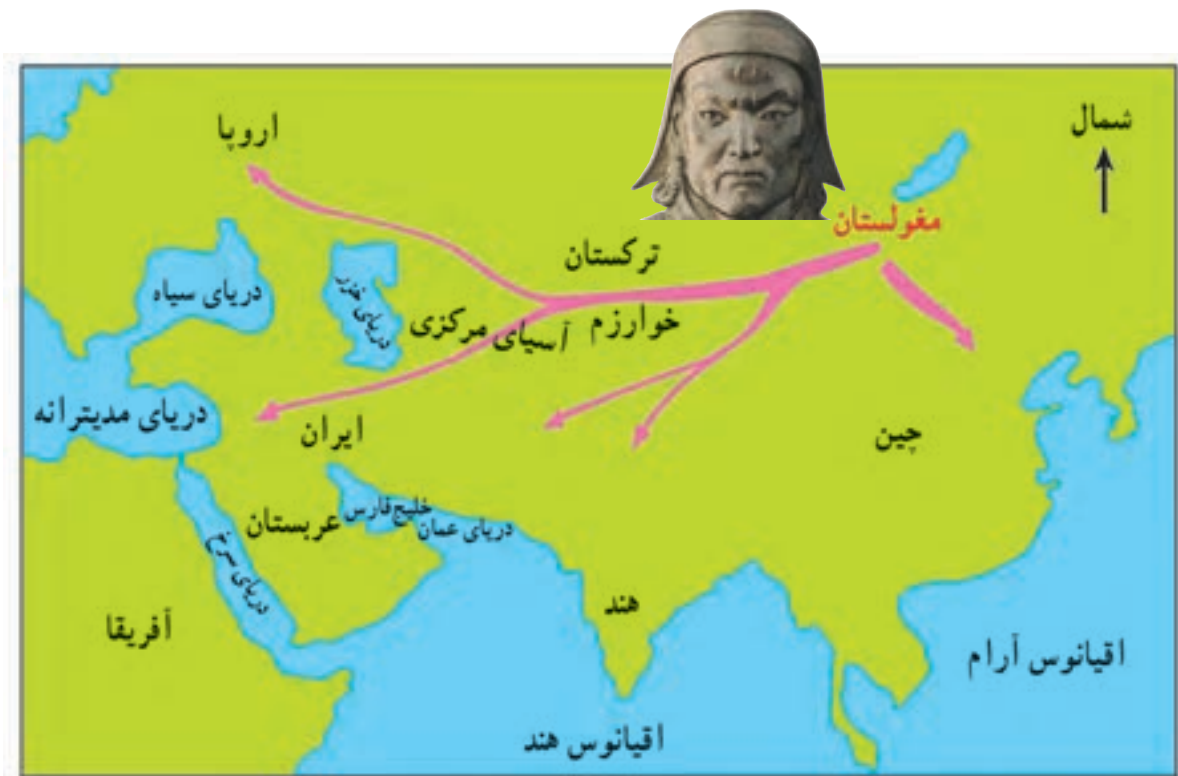 شمال
اروپا
مغولستان
ترکستان
دریای سیاه
دریای خزر
خوارزم
آسیای مرکزی
دریای مدیترانه
ایران
چین
خلیج‌فارس
عربستان
دریای عمان
دریای سرخ
هند
آفریقا
اقیانوس آرام
اقیانوس هند